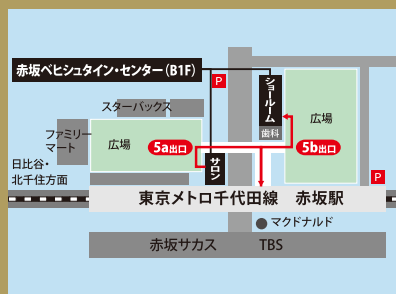 赤坂ベヒシュタイン・センター(B1F)
P
スターバックス
ショールーム
広場
ファミリー
マート
広場
5a出口
歯科
5b出口
サロン
日比谷・
北千住方面
P
東京メトロ千代田線 赤坂駅
マクドナルド
赤坂サカス TBS